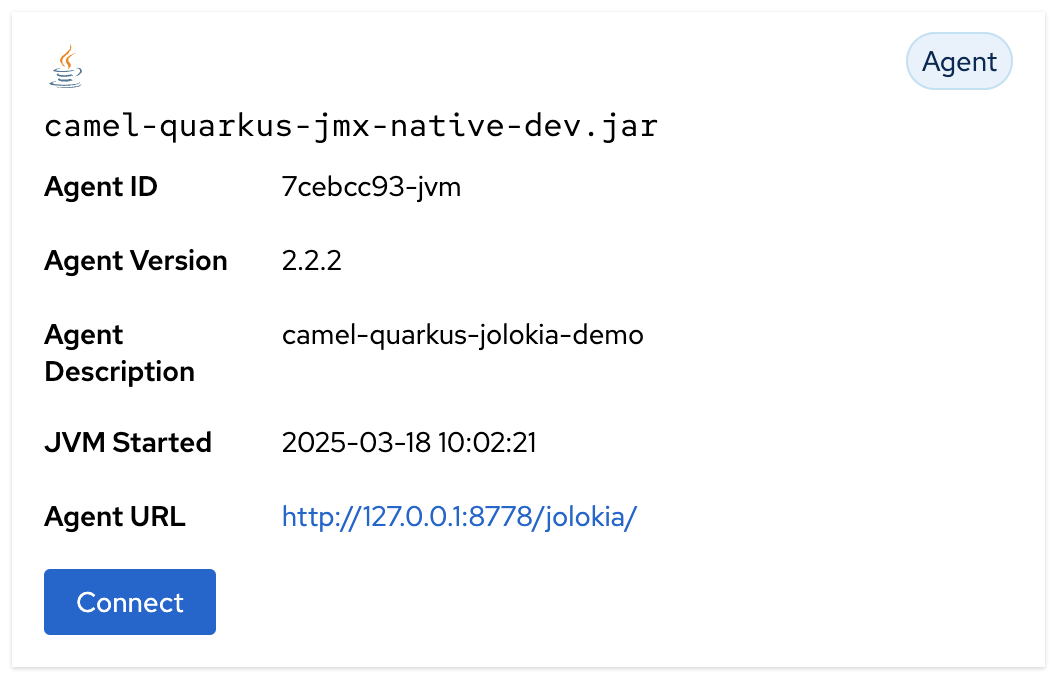 Agent
camel-quarkus-jmx-native-dev.jar
Agent ID 7cebcc93-jvm
Agent Version 2.2.2
Agent camel-quarkus-jolokia-demo
Description
JVM Started 2025-03-18 10:02:21
Agent URL http://127.0.0.1:8778/jolokia/
Connect